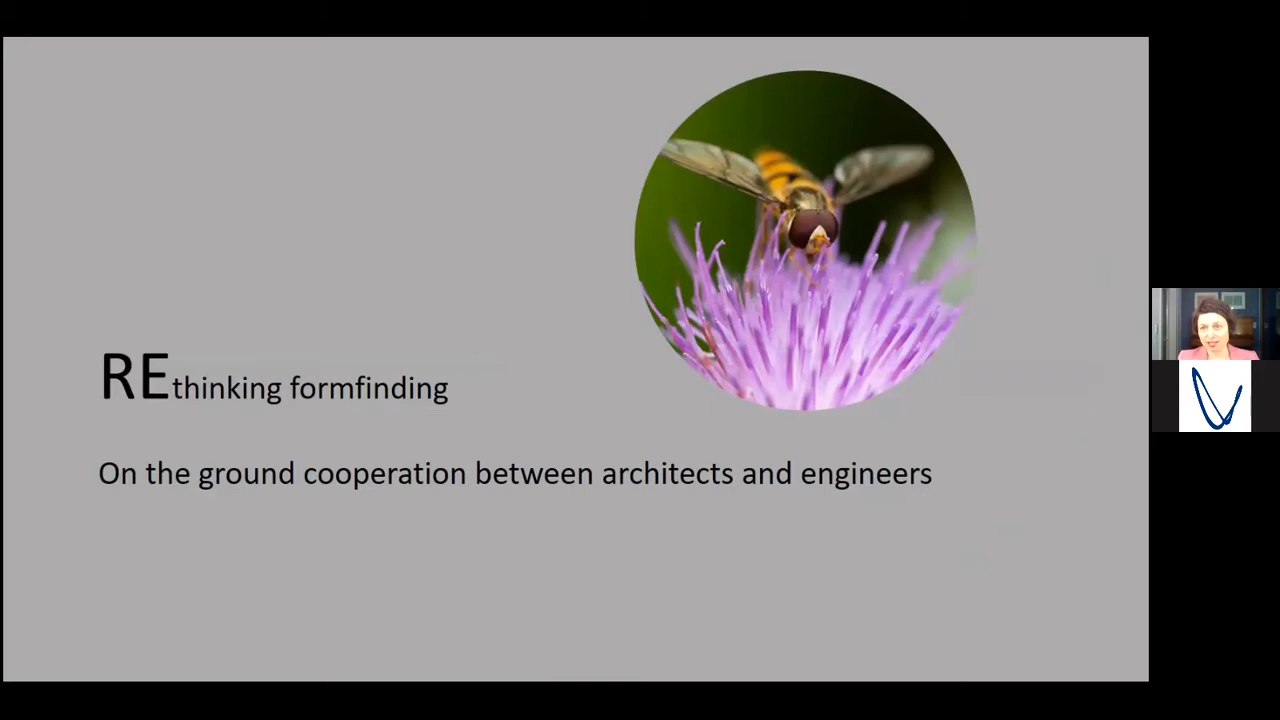 REthinking formfinding
On the ground cooperation between architects and engineers